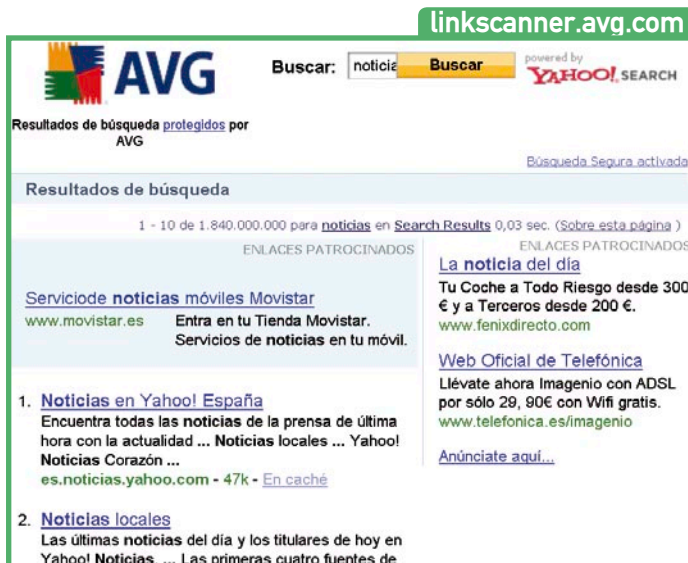 linkscanner.avg.com
AVG
Buscar: noticia Buscar
powered by
YAHOO! SEARCH
Resultados de búsqueda protegidos por
AVG
Búsqueda Segura activada
Resultados de búsqueda
1 - 10 de 1.840.000.000 para noticias en Search Results 0,03 sec. (Sobre esta página )
ENLACES PATROCINADOS
Serviciode noticias móviles Movistar
www.movistar.es Entra en tu Tienda Movistar.
Servicios de noticias en tu móvil.
1. Noticias en Yahoo! España
Encuentra todas las noticias de la prensa de última
hora con la actualidad ... Noticias locales ... Yahoo!
Noticias Corazón ...
es.noticias.yahoo.com - 47k - En caché
2. Noticias locales
Las últimas noticias del día y los titulares de hoy en
Yahoo! Noticias. ... Las primeras cuatro fuentes de
ENLACES PATROCINADOS
La noticia del día
Tu Coche a Todo Riesgo desde 300
€ y a Terceros desde 200 €.
www.fenixdirecto.com
Web Oficial de Telefónica
Llévate ahora Imagenio con ADSL
por sólo 29, 90€ con Wifi gratis.
www.telefonica.es/imagenio
Anúnciate aquí...